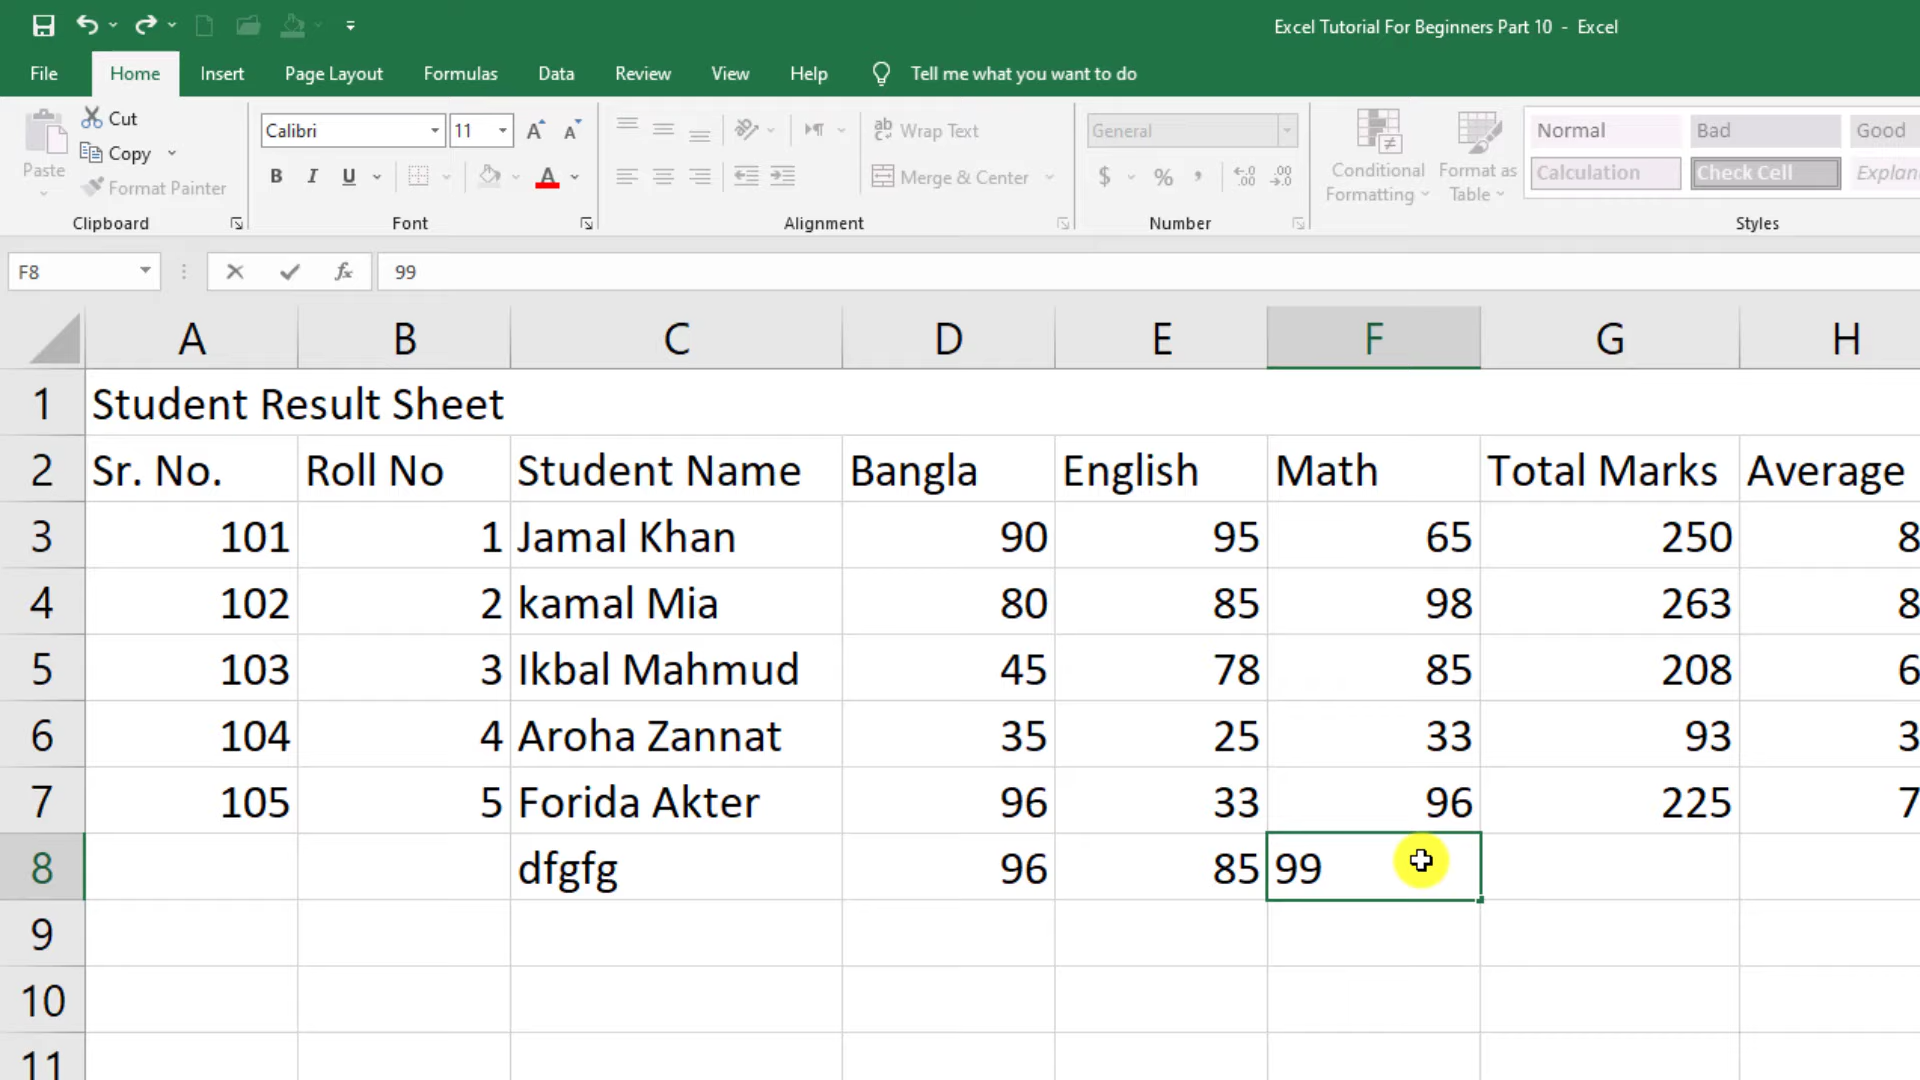 Excel Tutorial For Beginners Part 10 - Excel
File Home Insert Page Layout Formulas Data Review View Help Tell me what you want to do
Paste Cut Copy Format Painter Clipboard
Calibri 11 B I U A Font
Wrap Text Merge & Center Alignment
General $ % , Number
Conditional Formatting Format as Table
Normal Bad Good
Calculation Check Cell
Styles
F8 fx 99
A B C D E F G H
1 Student Result Sheet
2 Sr. No. Roll No Student Name Bangla English Math Total Marks Average
3 101 1 Jamal Khan 90 95 65 250 8
4 102 2 kamal Mia 80 85 98 263 8
5 103 3 Ikbal Mahmud 45 78 85 208 6
6 104 4 Aroha Zannat 35 25 33 93 3
7 105 5 Forida Akter 96 33 96 225 7
8 dfgfg 96 85 99
9
10
11